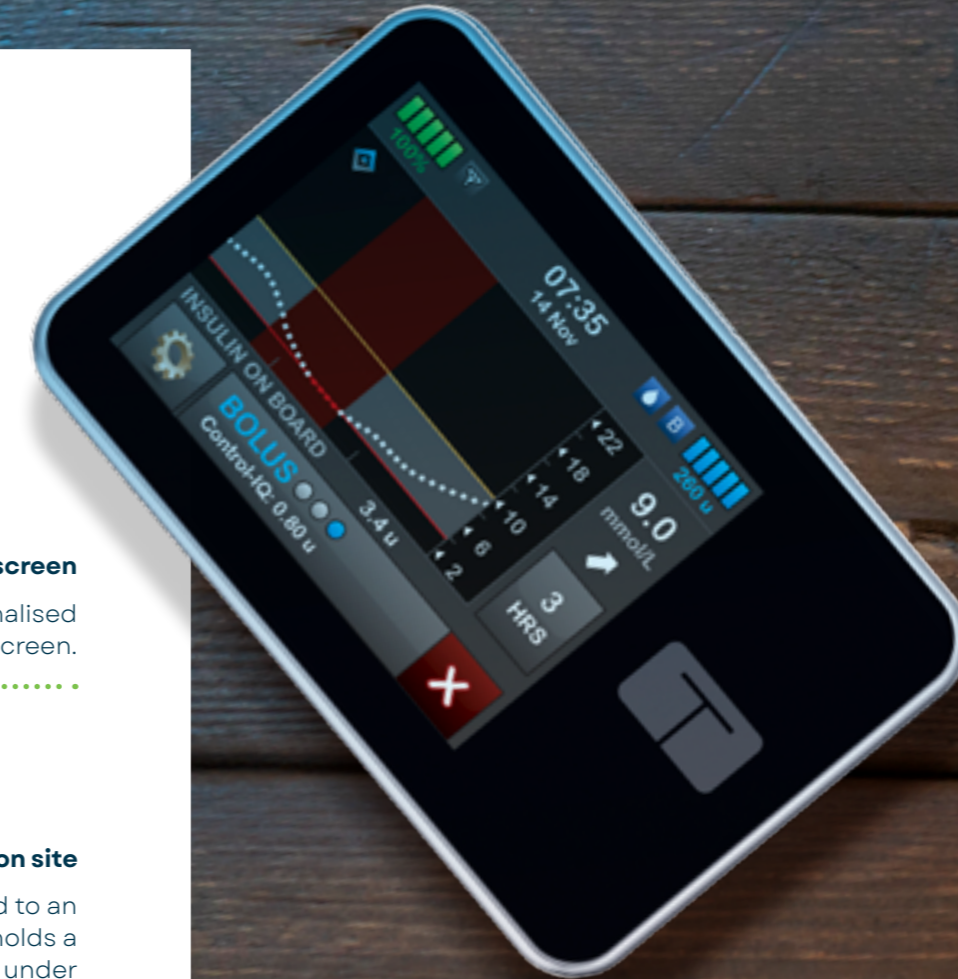 screen
nalised
creen.
on site
d to an
holds a
under
100%
07:35
14 Nov
B
260 u
22
18
14
10
6
2
9.0
mmol/L
3
HRS
INSULIN ON BOARD
3.4 u
BOLUS
Control-IQ: 0.80 u